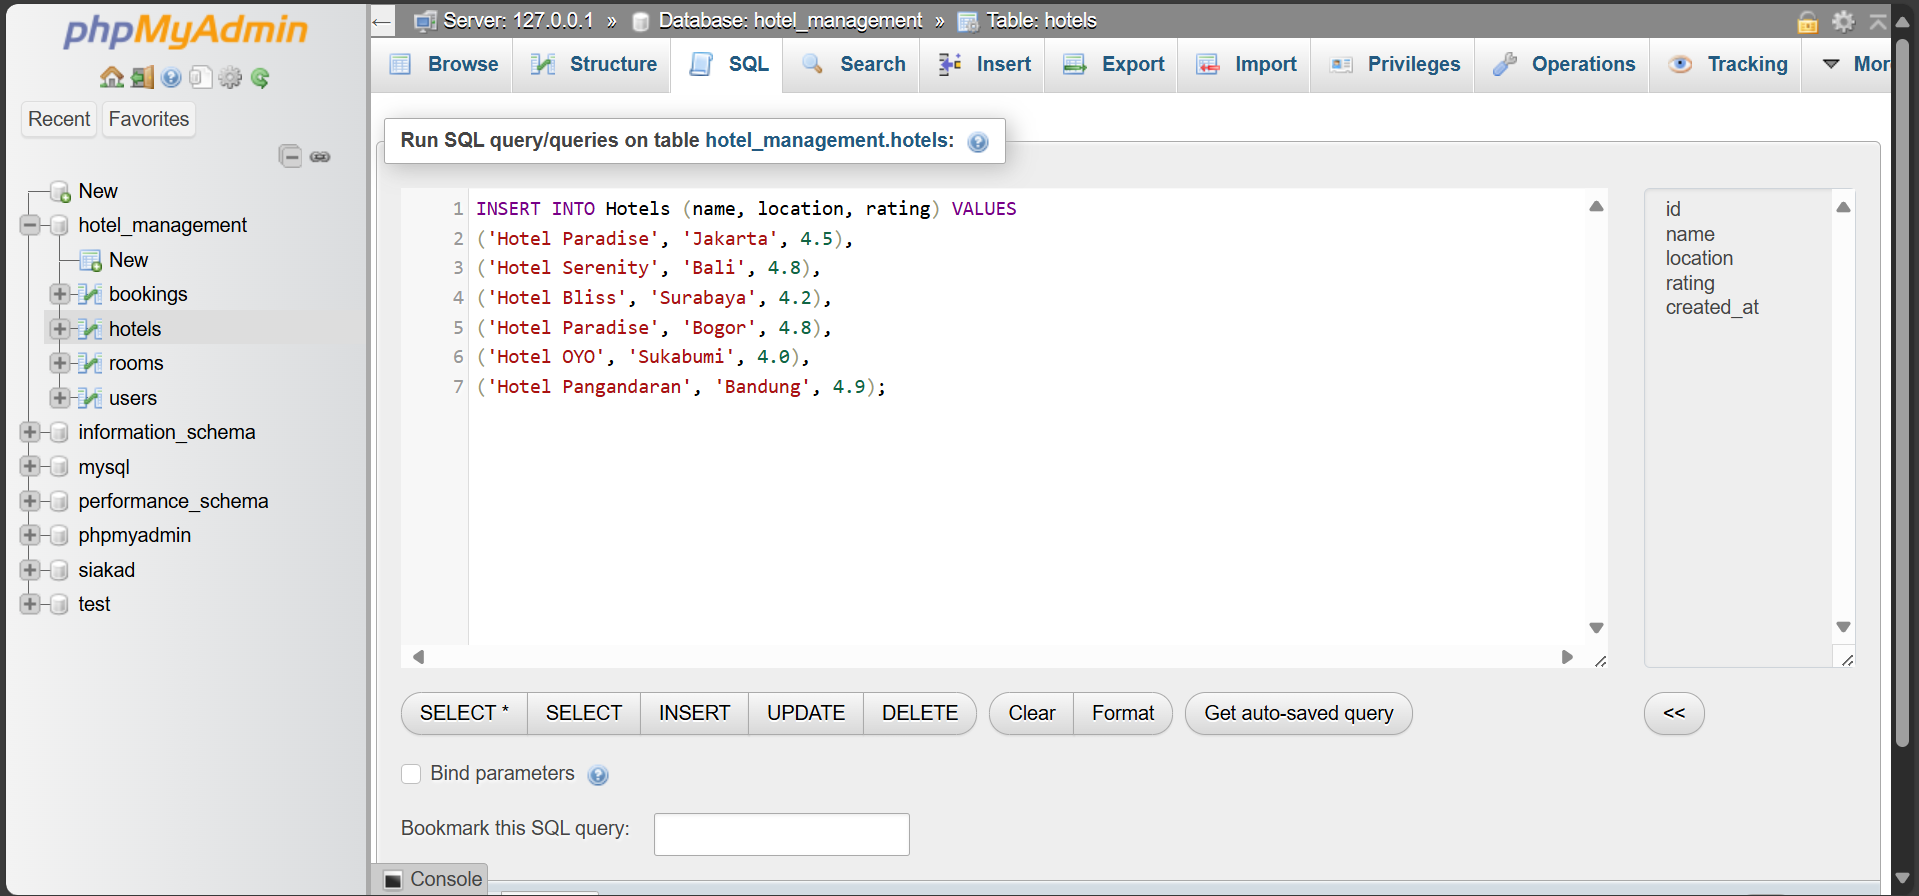 phpMyAdmin
Recent Favorites
New
hotel_management
New
bookings
hotels
rooms
users
information_schema
mysql
performance_schema
phpmyadmin
siakad
test
Server: 127.0.0.1 » Database: hotel_management » Table: hotels
Browse Structure SQL Search Insert Export Import Privileges Operations Tracking Mor
Run SQL query/queries on table hotel_management.hotels:
1 INSERT INTO Hotels (name, location, rating) VALUES
2 ('Hotel Paradise', 'Jakarta', 4.5),
3 ('Hotel Serenity', 'Bali', 4.8),
4 ('Hotel Bliss', 'Surabaya', 4.2),
5 ('Hotel Paradise', 'Bogor', 4.8),
6 ('Hotel OYO', 'Sukabumi', 4.0),
7 ('Hotel Pangandaran', 'Bandung', 4.9);
id
name
location
rating
created_at
SELECT * SELECT INSERT UPDATE DELETE Clear Format Get auto-saved query <<
Bind parameters
Bookmark this SQL query:
Console